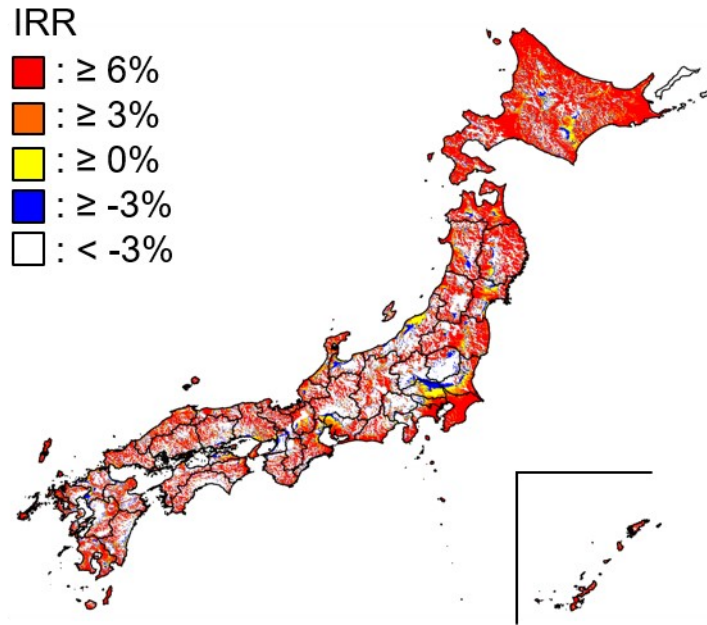 IRR
: ≥ 6%
: ≥ 3%
: ≥ 0%
: ≥ -3%
: < -3%